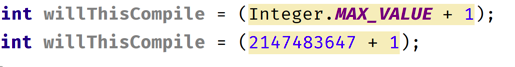 int willThisCompile = (Integer.MAX_VALUE + 1);
int willThisCompile = (2147483647 + 1);